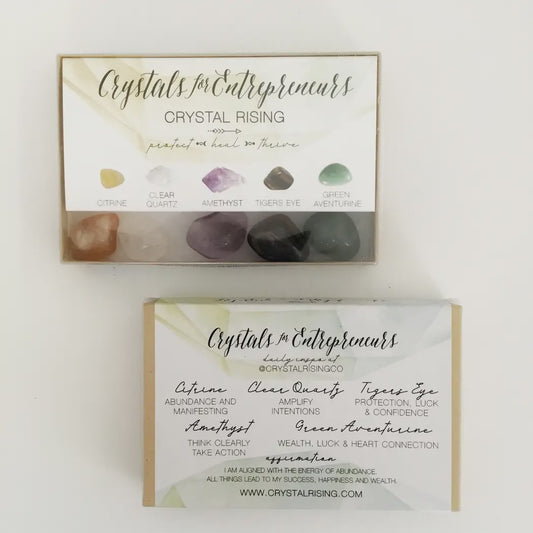 Crystals for Entrepreneurs
CRYSTAL RISING
protect heal thrive
CITRINE
CLEAR
QUARTZ
AMETHYST
TIGERS EYE
GREEN
AVENTURINE
Crystals for Entrepreneurs
daily inspo at
@CRYSTALRISINGCO
Citrine
ABUNDANCE AND
MANIFESTING
Clear Quartz
AMPLIFY
INTENTIONS
Tigers Eye
PROTECTION, LUCK
& CONFIDENCE
Amethyst
THINK CLEARLY
TAKE ACTION
Green Aventurine
WEALTH, LUCK & HEART CONNECTION
affirmation
I AM ALIGNED WITH THE ENERGY OF ABUNDANCE.
ALL THINGS LEAD TO MY SUCCESS, HAPPINESS AND WEALTH.
WWW.CRYSTALRISING.COM